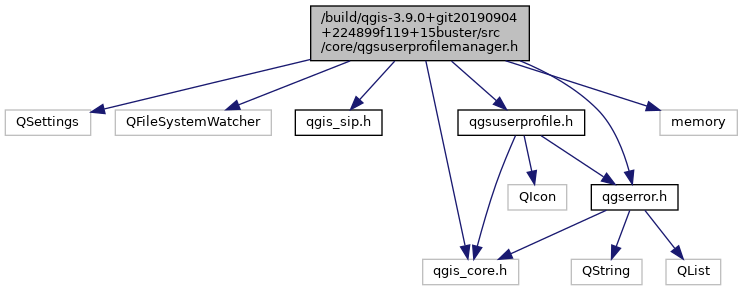 /build/qgis-3.9.0+git20190904
+224899f119+15buster/src
/core/qgsuserprofilemanager.h
QSettings
QFileSystemWatcher
qgis_sip.h
qgsuserprofile.h
memory
QIcon
qgserror.h
qgis_core.h
QString
QList